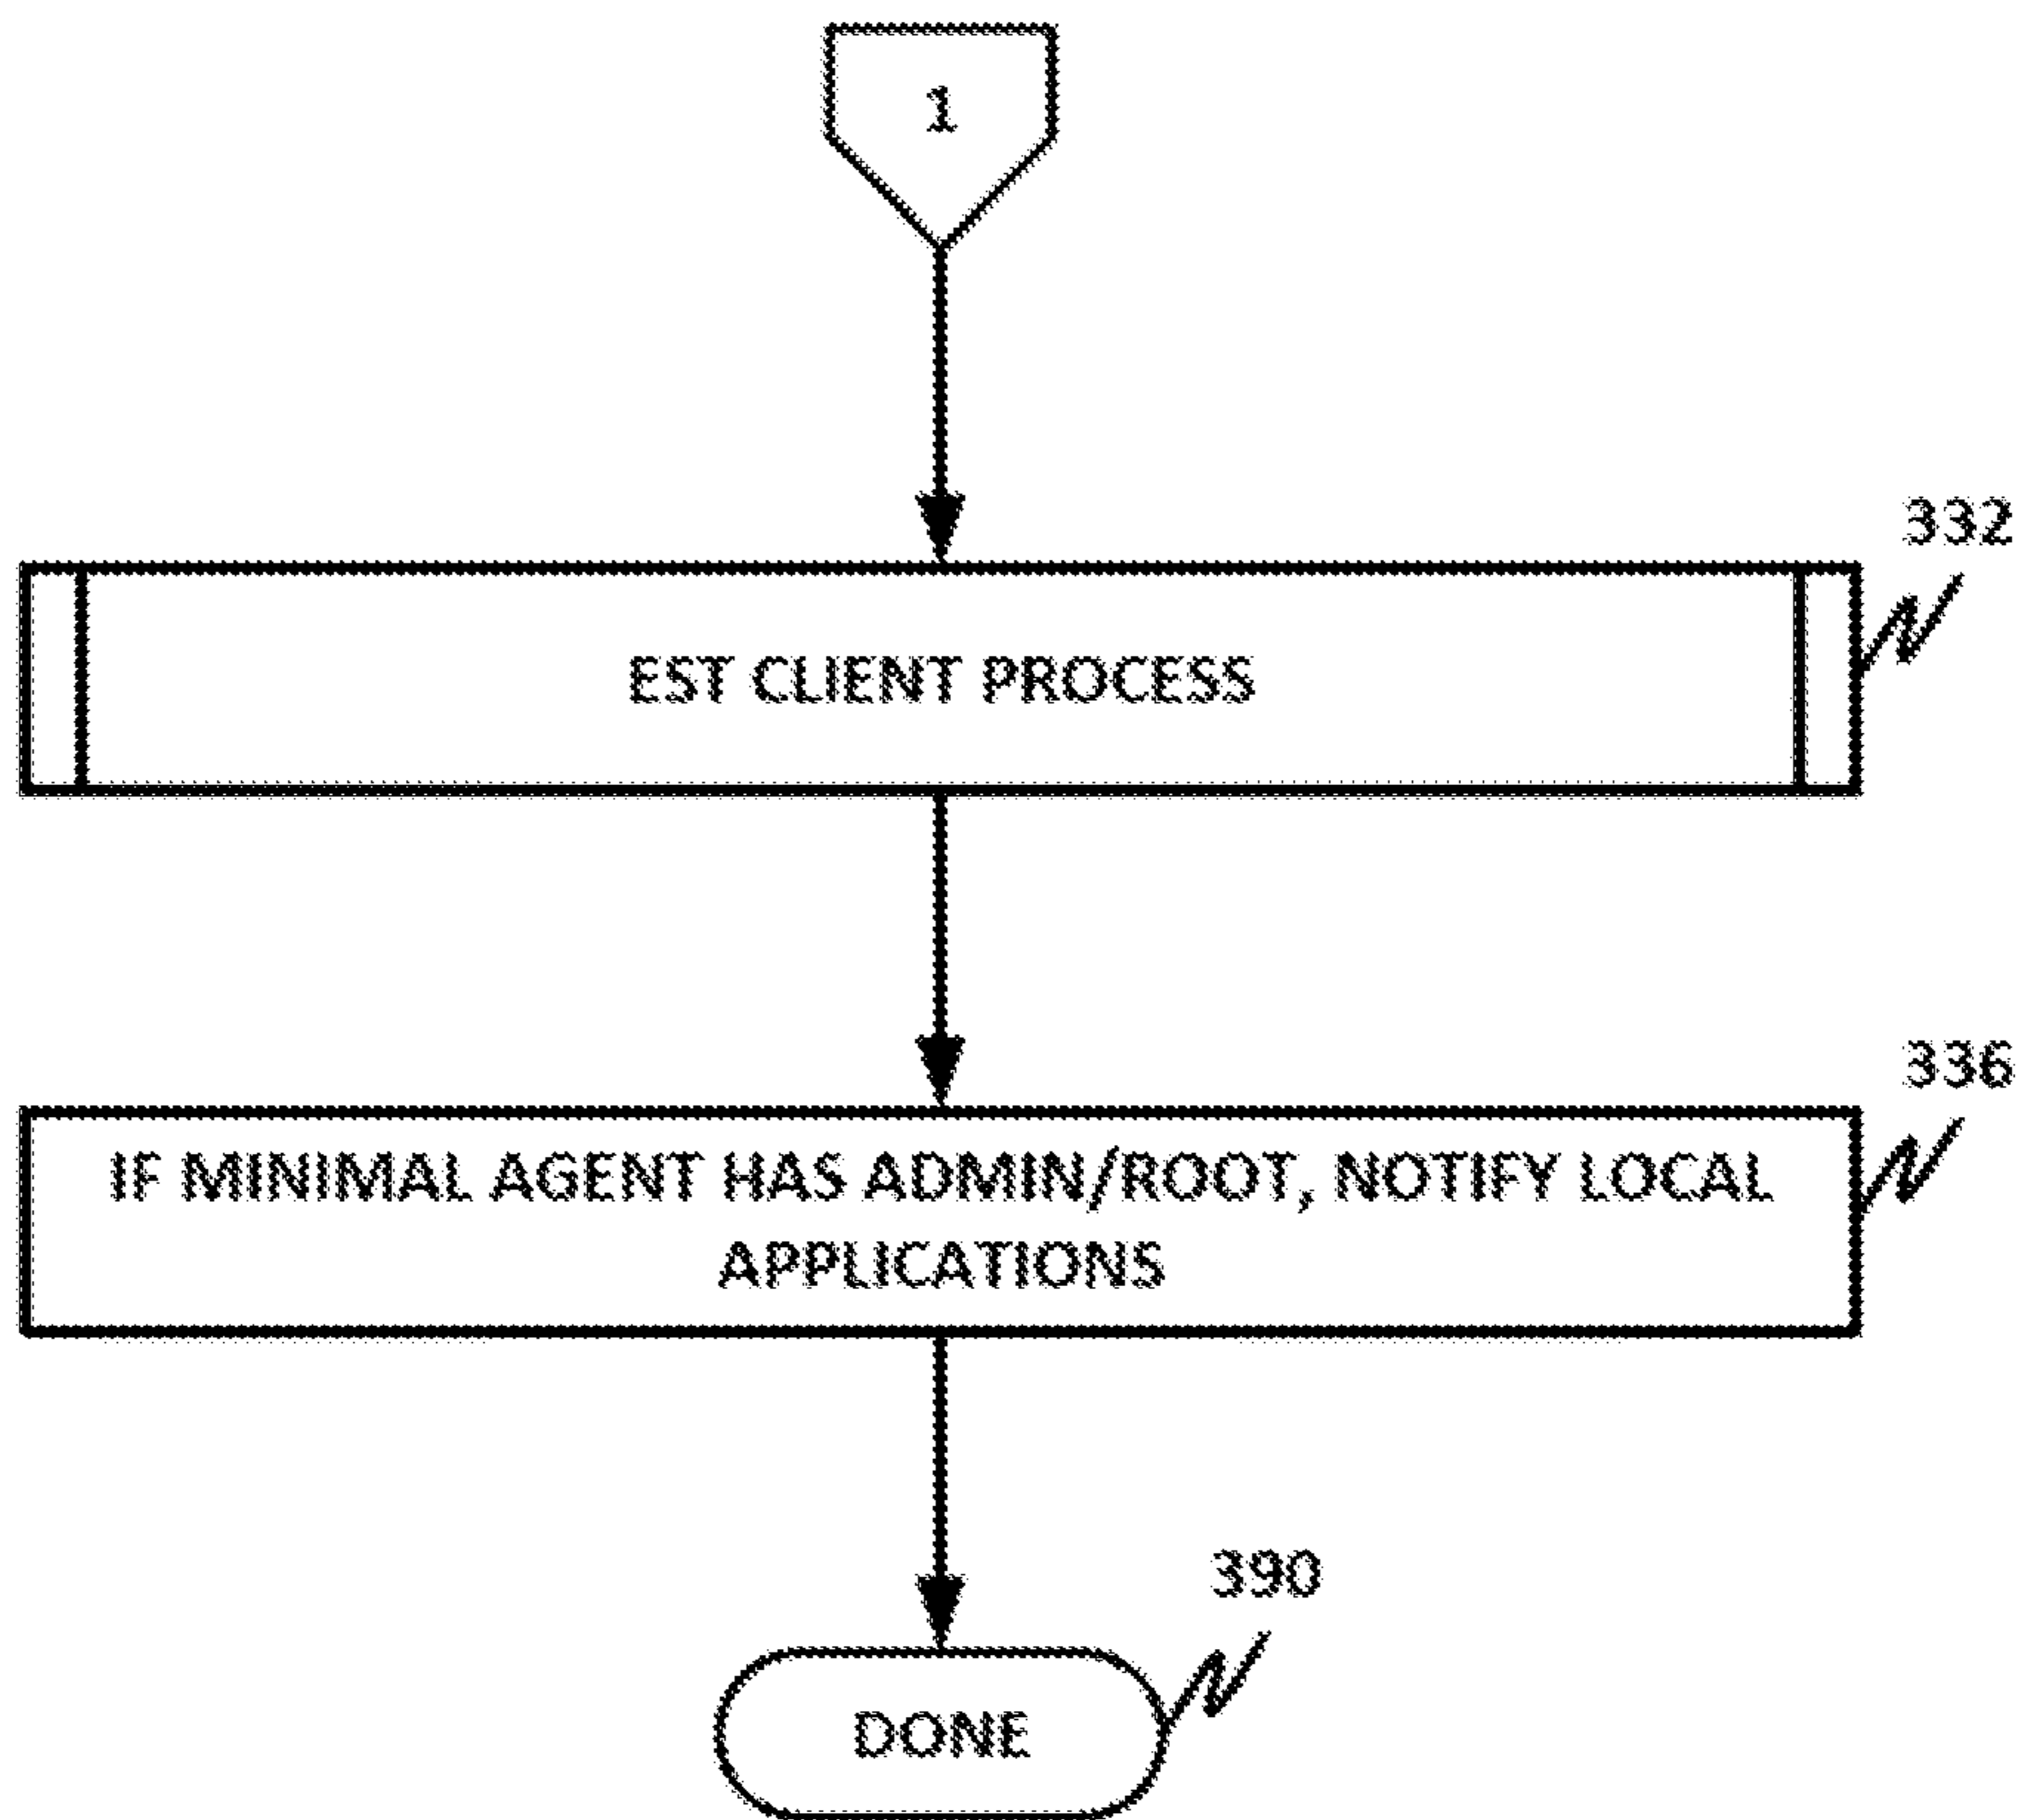 1
332
EST CLIENT PROCESS
336
IF MINIMAL AGENT HAS ADMIN/ROOT, NOTIFY LOCAL
APPLICATIONS
390
DONE